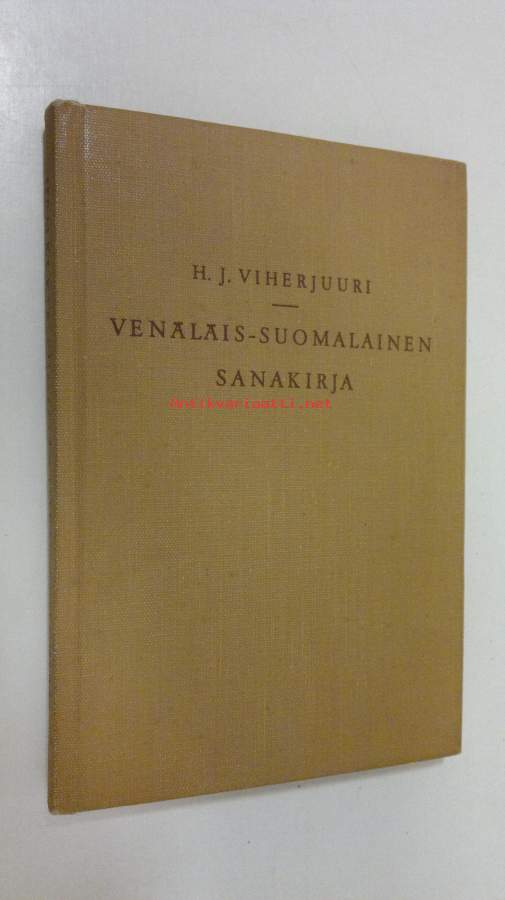 H. J. VIHERJUURI
VENÄLÄIS-SUOMALAINEN
SANAKIRJA
Antikvariaatti.net